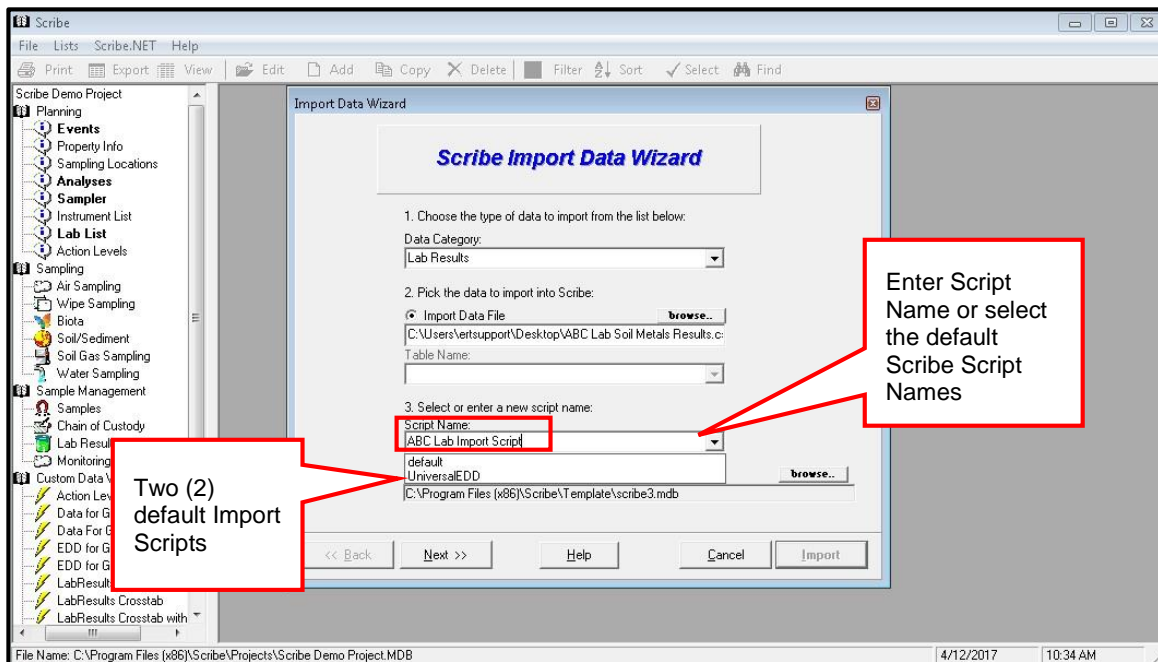 Scribe
File Lists Scribe.NET Help
Print Export View Edit Add Copy Delete Filter Sort Select Find
Scribe Demo Project
Planning
Events
Property Info
Sampling Locations
Analyses
Sampler
Instrument List
Lab List
Action Levels
Sampling
Air Sampling
Wipe Sampling
Biota
Soil/Sediment
Soil Gas Sampling
Water Sampling
Sample Management
Samples
Chain of Custody
Lab Resul
Monitoring
Custom Data V
Action Lev
Data for G
Data For G
EDD for G
EDD for G
LabResult
LabResults Crosstab
LabResults Crosstab with
Import Data Wizard
Scribe Import Data Wizard
1. Choose the type of data to import from the list below:
Data Category:
Lab Results
2. Pick the data to import into Scribe:
Import Data File
browse..
C:\Users\ertsupport\Desktop\ABC Lab Soil Metals Results.c
Table Name:
3. Select or enter a new script name:
Script Name:
ABC Lab Import Script
default
UniversalEDD
browse..
C:\Program Files (x86)\Scribe\Template\scribe3.mdb
<< Back Next >> Help Cancel Import
Enter Script
Name or select
the default
Scribe Script
Names
Two (2)
default Import
Scripts
File Name: C:\Program Files (x86)\Scribe\Projects\Scribe Demo Project.MDB
4/12/2017
10:34 AM